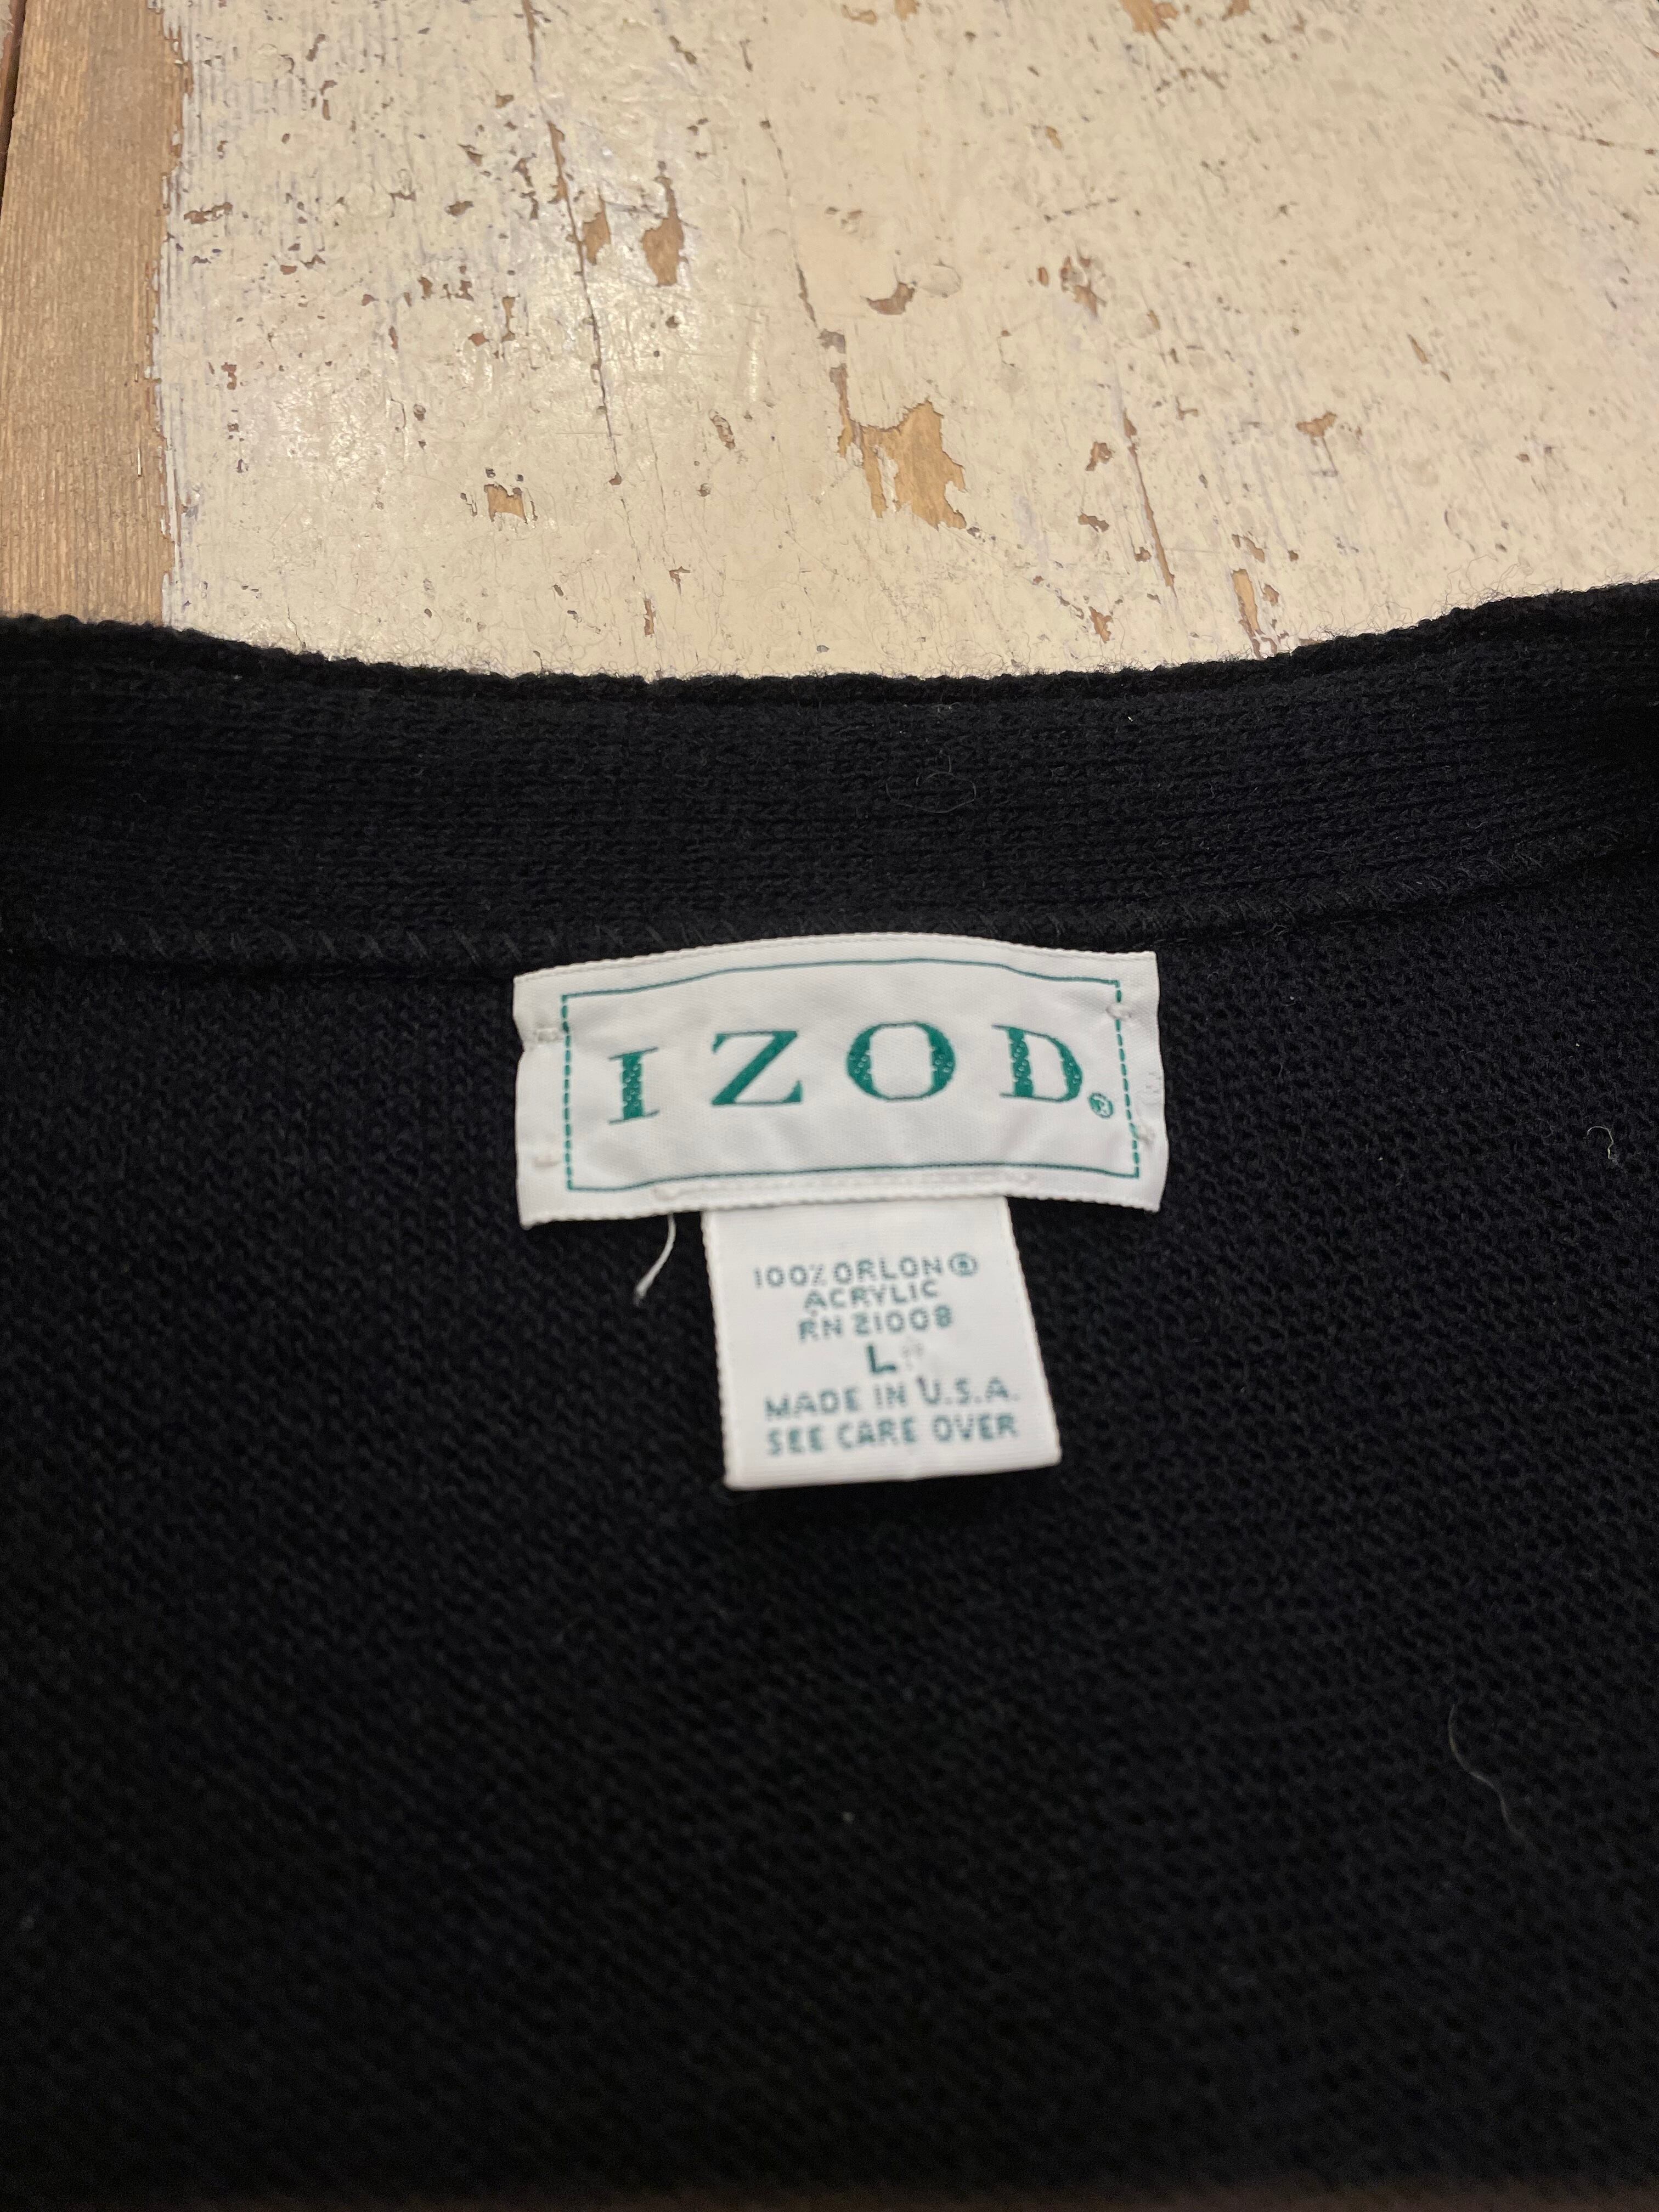 IZOD®
100% ORLON®
ACRYLIC
RN 21008
L
MADE IN U.S.A.
SEE CARE OVER